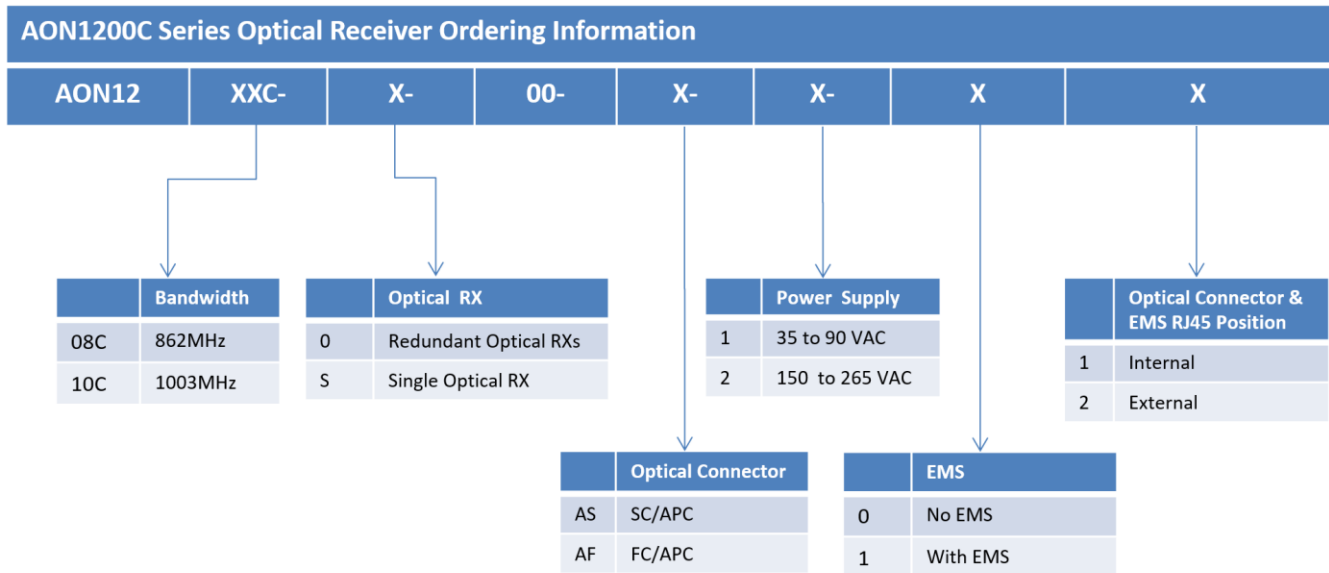 AON1200C Series Optical Receiver Ordering Information
AON12 XXC- X- 00- X- X- X X
Bandwidth
08C 862MHz
10C 1003MHz
Optical RX
0 Redundant Optical RXs
S Single Optical RX
Power Supply
1 35 to 90 VAC
2 150 to 265 VAC
Optical Connector &
EMS RJ45 Position
1 Internal
2 External
Optical Connector
AS SC/APC
AF FC/APC
EMS
0 No EMS
1 With EMS